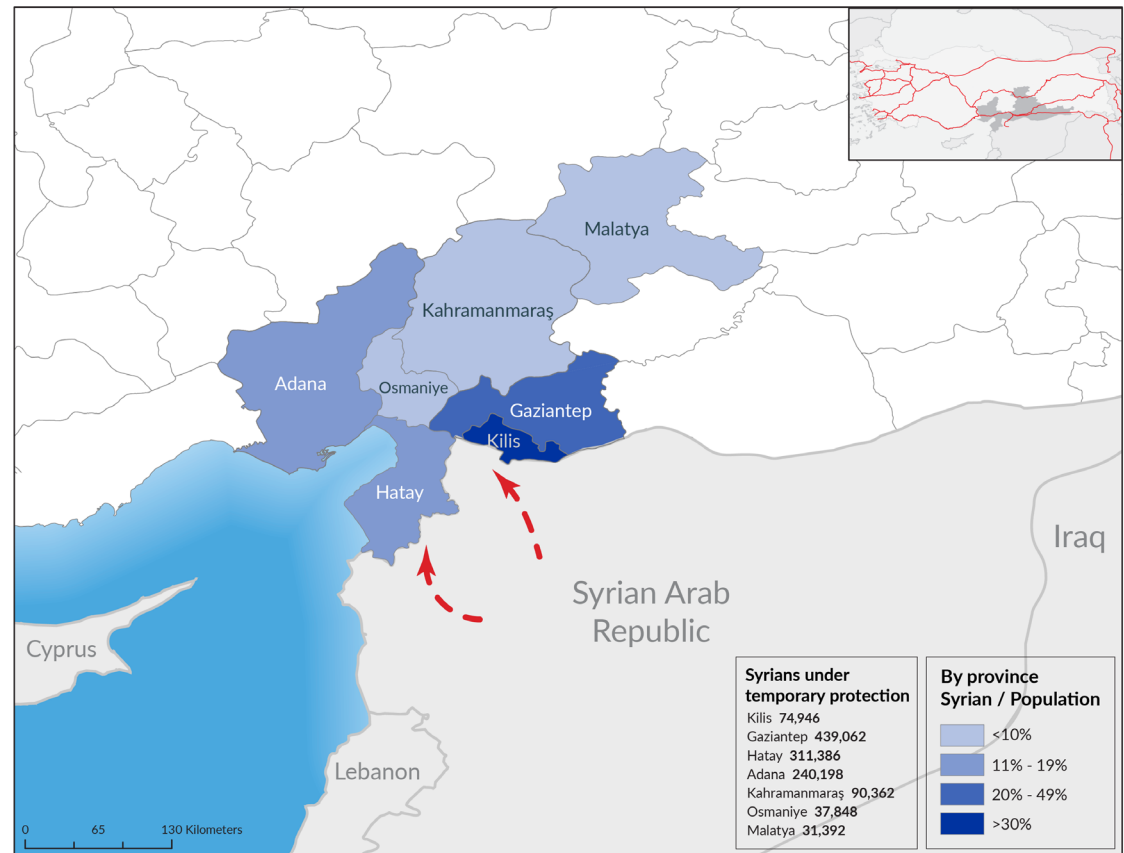 Malatya
Kahramanmaraş
Adana
Osmaniye
Gaziantep
Kilis
Hatay
Iraq
Syrian Arab
Republic
Cyprus
Lebanon
0 65 130 Kilometers
Syrians under
temporary protection
Kilis 74,946
Gaziantep 439,062
Hatay 311,386
Adana 240,198
Kahramanmaraş 90,362
Osmaniye 37,848
Malatya 31,392
By province
Syrian / Population
<10%
11% - 19%
20% - 49%
>30%